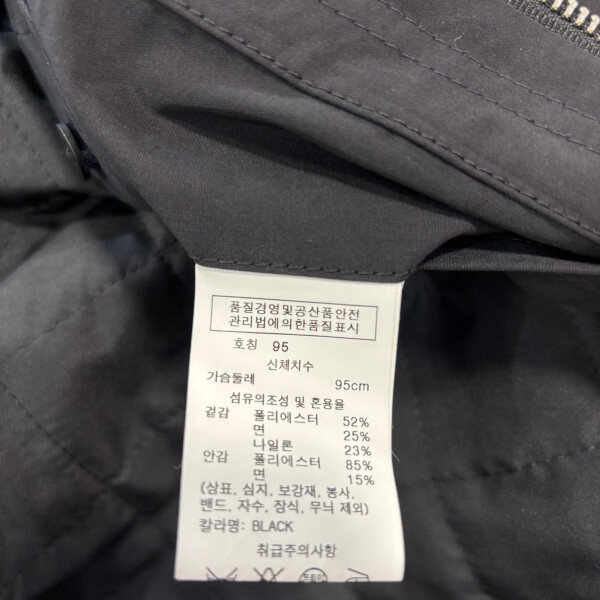 품질경영및공산품안전
관리법에의한품질표시
호칭 95
신체치수
가슴둘레 95cm
섬유의조성 및 혼용율
겉감 폴리에스터 52%
면 25%
나일론 23%
안감 폴리에스터 85%
면 15%
(상표, 심지, 보강재, 봉사,
밴드, 자수, 장식, 무늬 제외)
칼라명: BLACK
취급주의사항